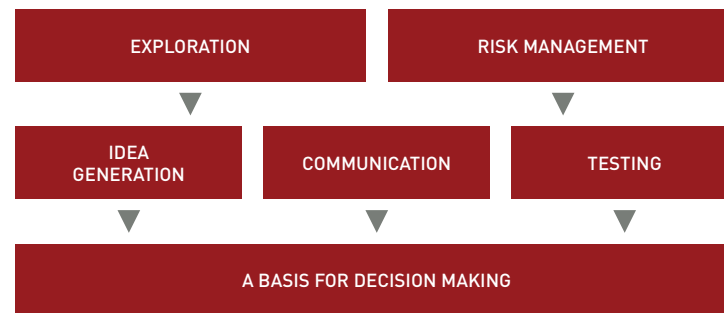 EXPLORATION
RISK MANAGEMENT
IDEA
GENERATION
COMMUNICATION
TESTING
A BASIS FOR DECISION MAKING